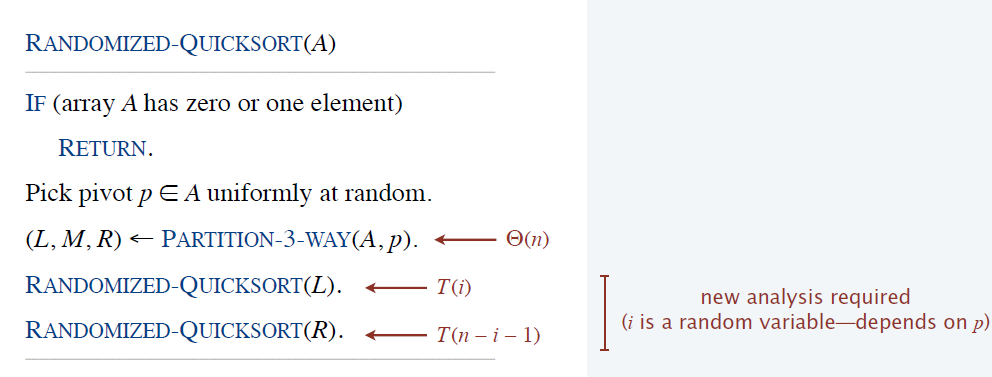 RANDOMIZED-QUICKSORT(A)
IF (array A has zero or one element)
RETURN.
Pick pivot p ∈ A uniformly at random.
(L, M, R) ← PARTITION-3-WAY(A, p). ← Θ(n)
RANDOMIZED-QUICKSORT(L). ← T(i)
RANDOMIZED-QUICKSORT(R). ← T(n – i – 1)
new analysis required
(i is a random variable—depends on p)